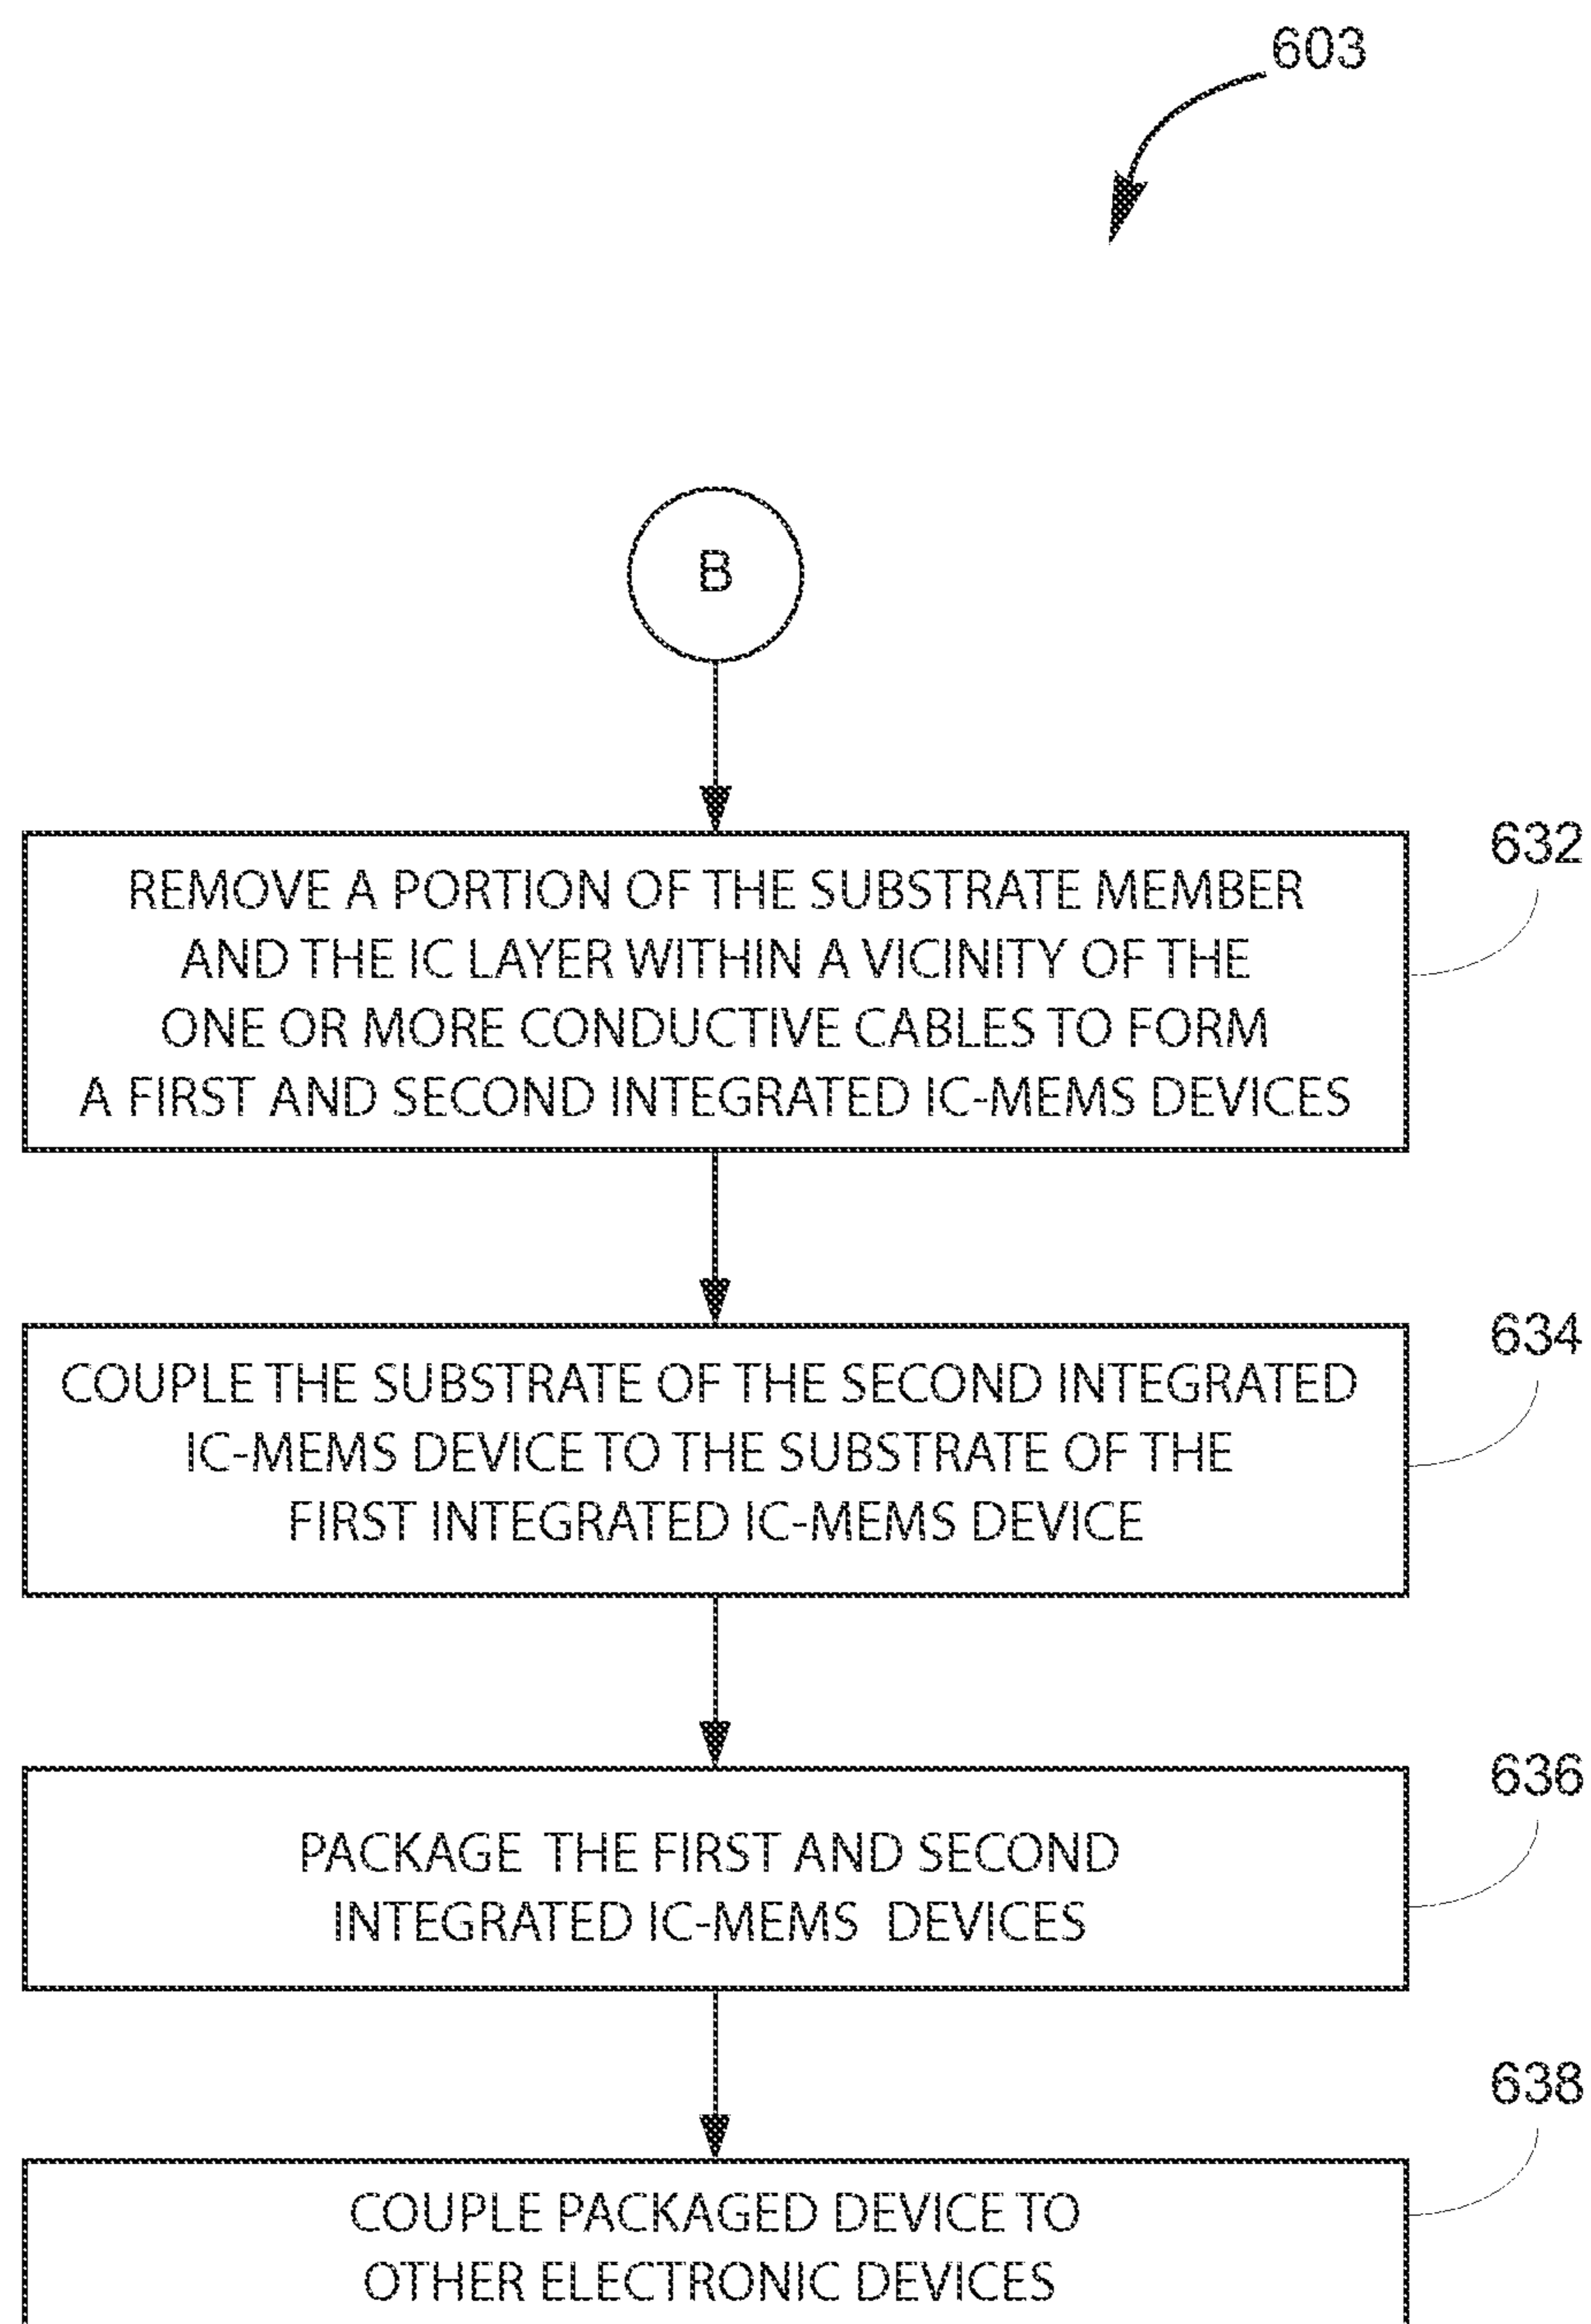 603
B
632
REMOVE A PORTION OF THE SUBSTRATE MEMBER
AND THE IC LAYER WITHIN A VICINITY OF THE
ONE OR MORE CONDUCTIVE CABLES TO FORM
A FIRST AND SECOND INTEGRATED IC-MEMS DEVICES
634
COUPLE THE SUBSTRATE OF THE SECOND INTEGRATED
IC-MEMS DEVICE TO THE SUBSTRATE OF THE
FIRST INTEGRATED IC-MEMS DEVICE
636
PACKAGE THE FIRST AND SECOND
INTEGRATED IC-MEMS DEVICES
638
COUPLE PACKAGED DEVICE TO
OTHER ELECTRONIC DEVICES